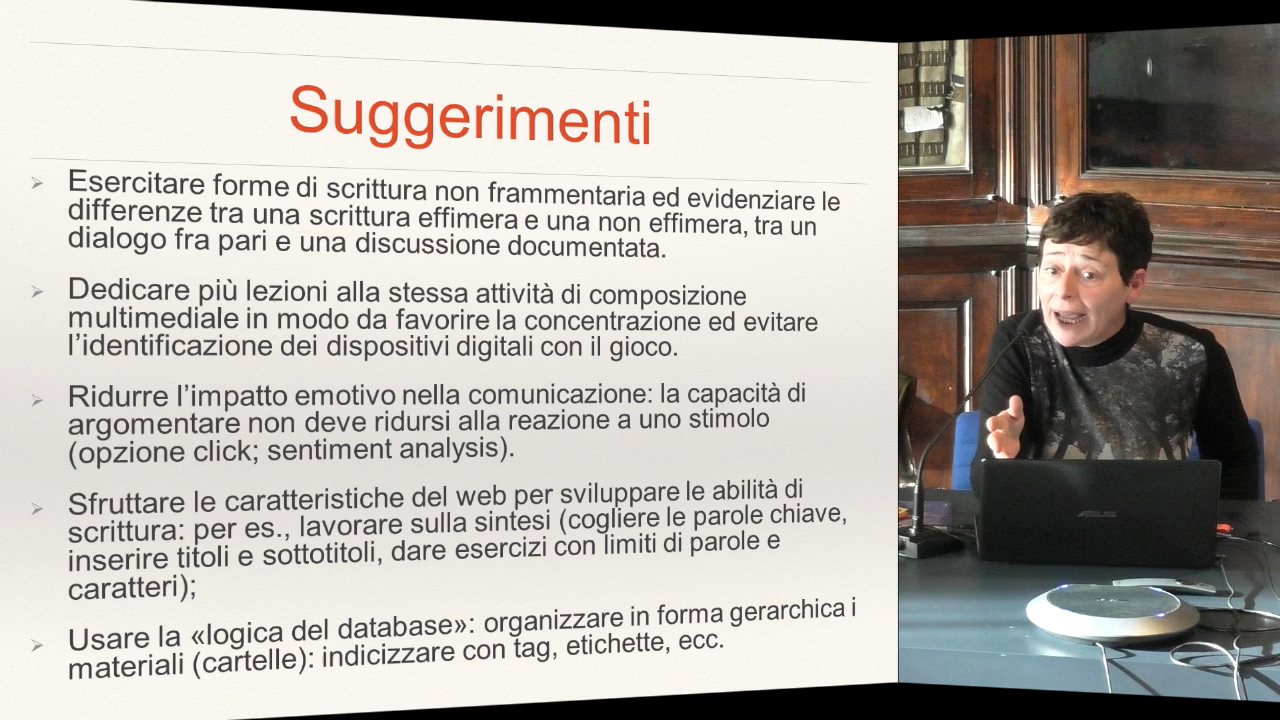 Suggerimenti
Esercitare forme di scrittura non frammentaria ed evidenziare le
differenze tra una scrittura effimera e una non effimera, tra un
dialogo fra pari e una discussione documentata.
Dedicare più lezioni alla stessa attività di composizione
multimediale in modo da favorire la concentrazione ed evitare
l'identificazione dei dispositivi digitali con il gioco.
Ridurre l'impatto emotivo nella comunicazione: la capacità di
argomentare non deve ridursi alla reazione a uno stimolo
(opzione click; sentiment analysis).
Sfruttare le caratteristiche del web per sviluppare le abilità di
scrittura: per es., lavorare sulla sintesi (cogliere le parole chiave,
inserire titoli e sottotitoli, dare esercizi con limiti di parole e
caratteri);
Usare la «logica del database»: organizzare in forma gerarchica i
materiali (cartelle): indicizzare con tag, etichette, ecc.
ASUS